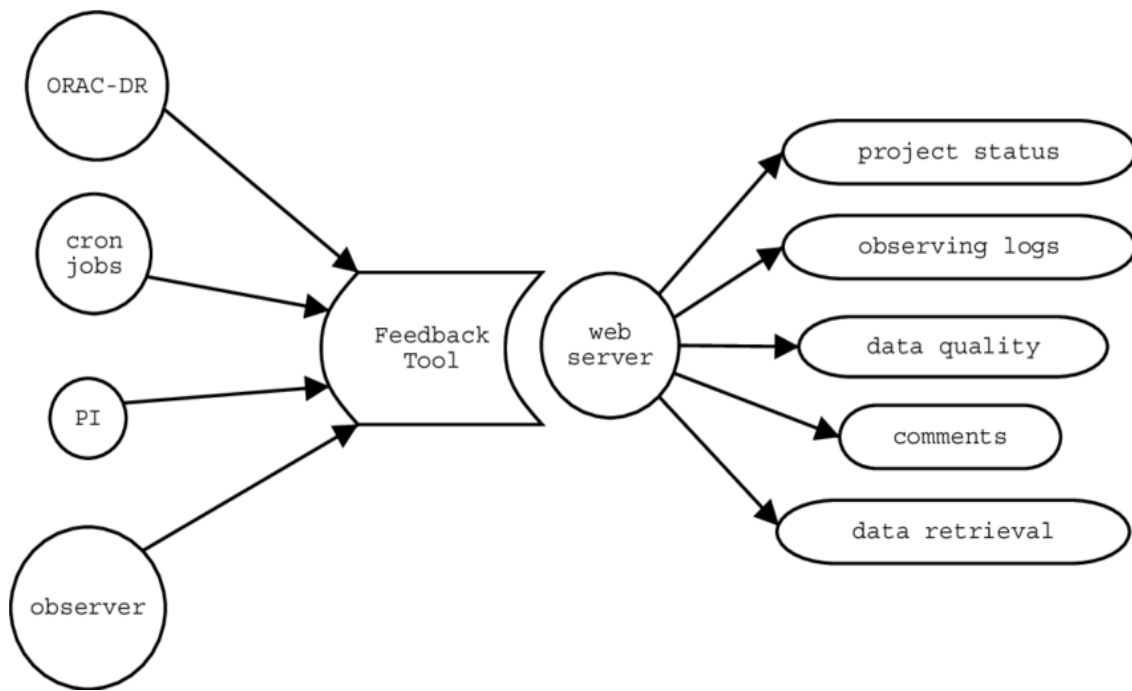 ORAC-DR
cron
jobs
PI
observer
Feedback
Tool
web
server
project status
observing logs
data quality
comments
data retrieval